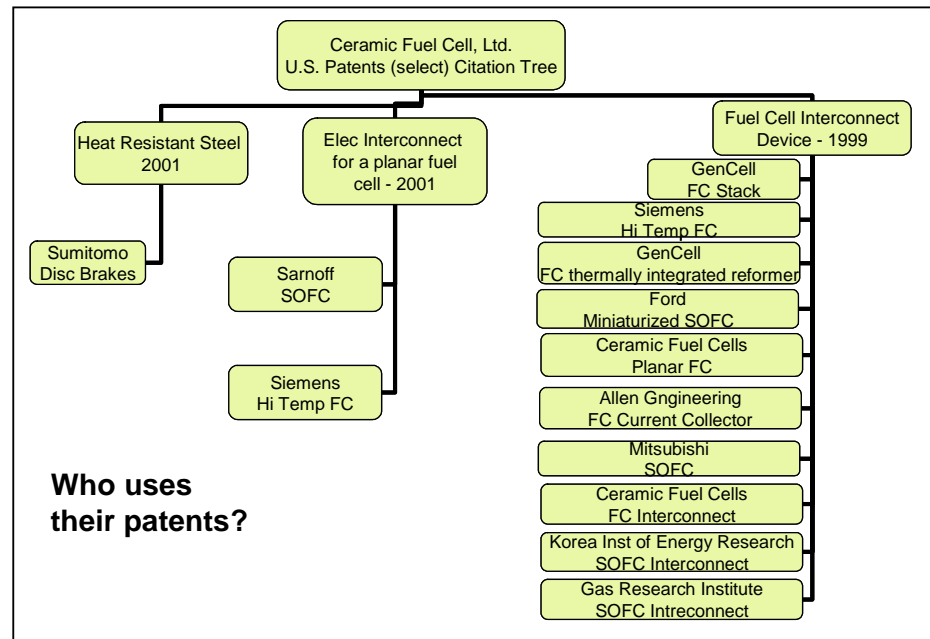 Ceramic Fuel Cell, Ltd.
U.S. Patents (select) Citation Tree
Heat Resistant Steel
2001
Sumitomo
Disc Brakes
Elec Interconnect
for a planar fuel
cell - 2001
Sarnoff
SOFC
Siemens
Hi Temp FC
Fuel Cell Interconnect
Device - 1999
GenCell
FC Stack
Siemens
Hi Temp FC
GenCell
FC thermally integrated reformer
Ford
Miniaturized SOFC
Ceramic Fuel Cells
Planar FC
Allen Gngineering
FC Current Collector
Mitsubishi
SOFC
Ceramic Fuel Cells
FC Interconnect
Korea Inst of Energy Research
SOFC Interconnect
Gas Research Institute
SOFC Intreconnect
Who uses
their patents?